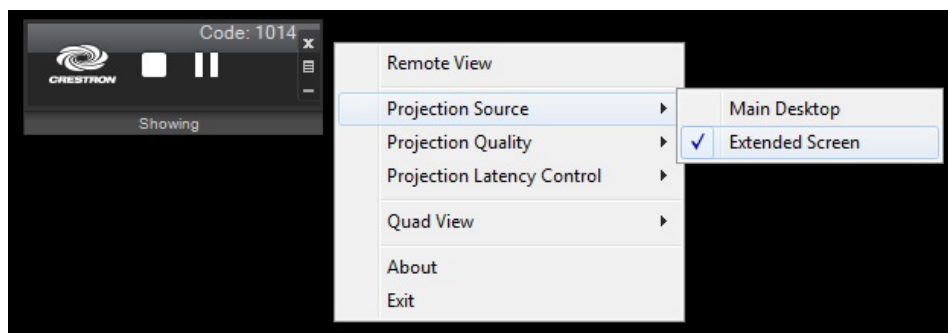 Code: 1014
x
CRESTRON
Showing
Remote View
Projection Source
Projection Quality
Projection Latency Control
Quad View
About
Exit
Main Desktop
Extended Screen